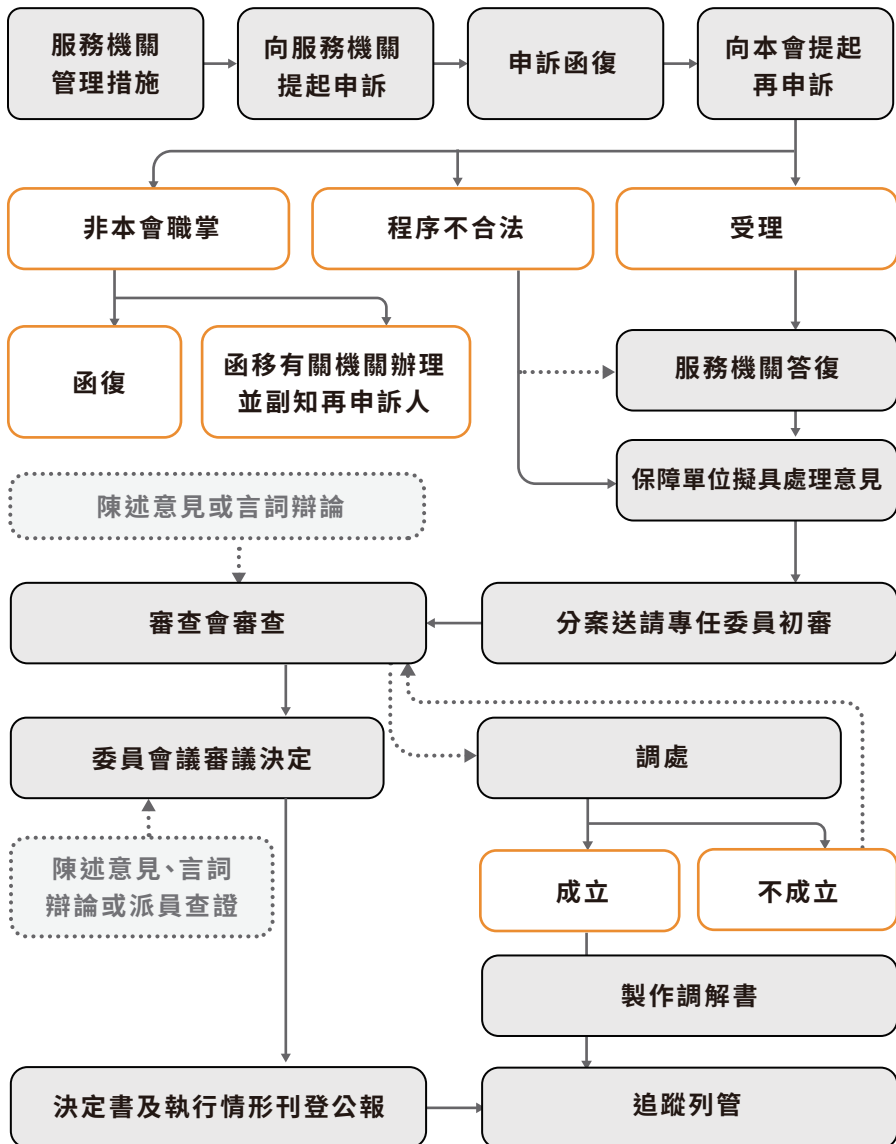 服務機關
管理措施
向服務機關
提起申訴
申訴函復
向本會提起
再申訴
非本會職掌
程序不合法
受理
函復
函移有關機關辦理
並副知再申訴人
服務機關答復
保障單位擬具處理意見
陳述意見或言詞辯論
審查會審查
分案送請專任委員初審
委員會議審議決定
調處
陳述意見、言詞
辯論或派員查證
成立
不成立
製作調解書
決定書及執行情形刊登公報
追蹤列管